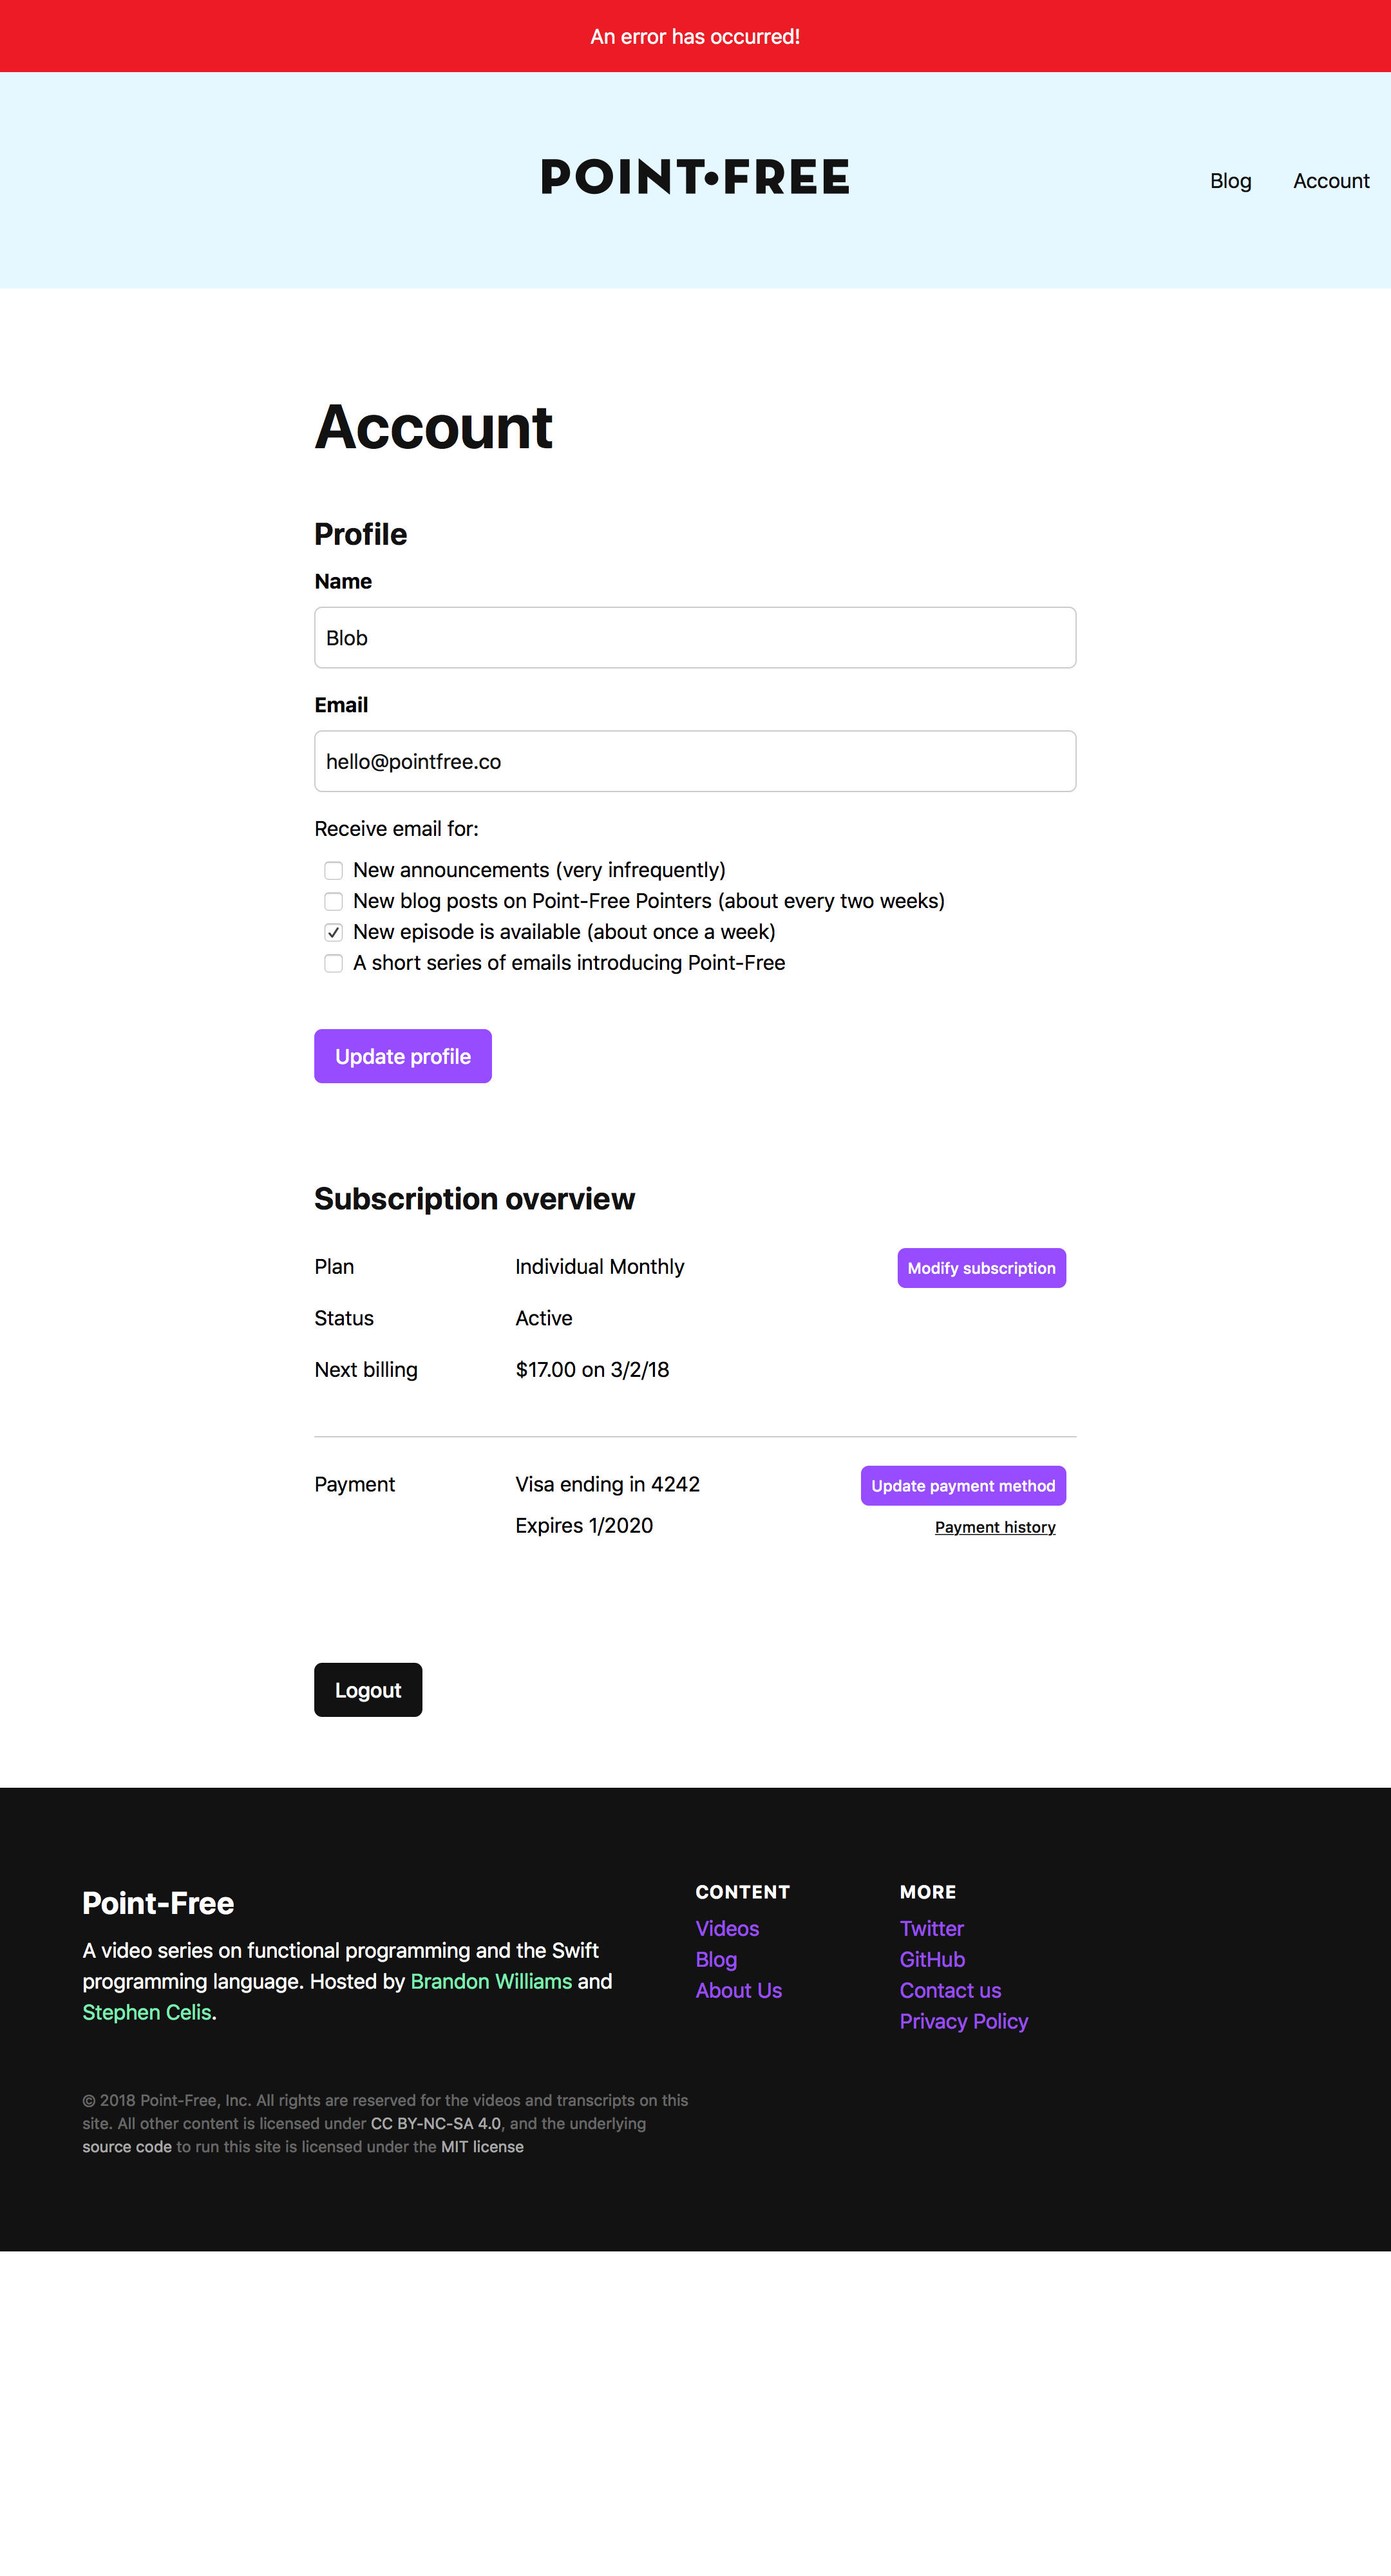 An error has occurred!
POINT•FREE
Blog Account
Account
Profile
Name
Blob
Email
hello@pointfree.co
Receive email for:
New announcements (very infrequently)
New blog posts on Point-Free Pointers (about every two weeks)
New episode is available (about once a week)
A short series of emails introducing Point-Free
Update profile
Subscription overview
Plan Individual Monthly Modify subscription
Status Active
Next billing $17.00 on 3/2/18
Payment Visa ending in 4242 Update payment method
Expires 1/2020 Payment history
Logout
Point-Free
A video series on functional programming and the Swift
programming language. Hosted by Brandon Williams and
Stephen Celis.
CONTENT
Videos
Blog
About Us
MORE
Twitter
GitHub
Contact us
Privacy Policy
© 2018 Point-Free, Inc. All rights are reserved for the videos and transcripts on this
site. All other content is licensed under CC BY-NC-SA 4.0, and the underlying
source code to run this site is licensed under the MIT license